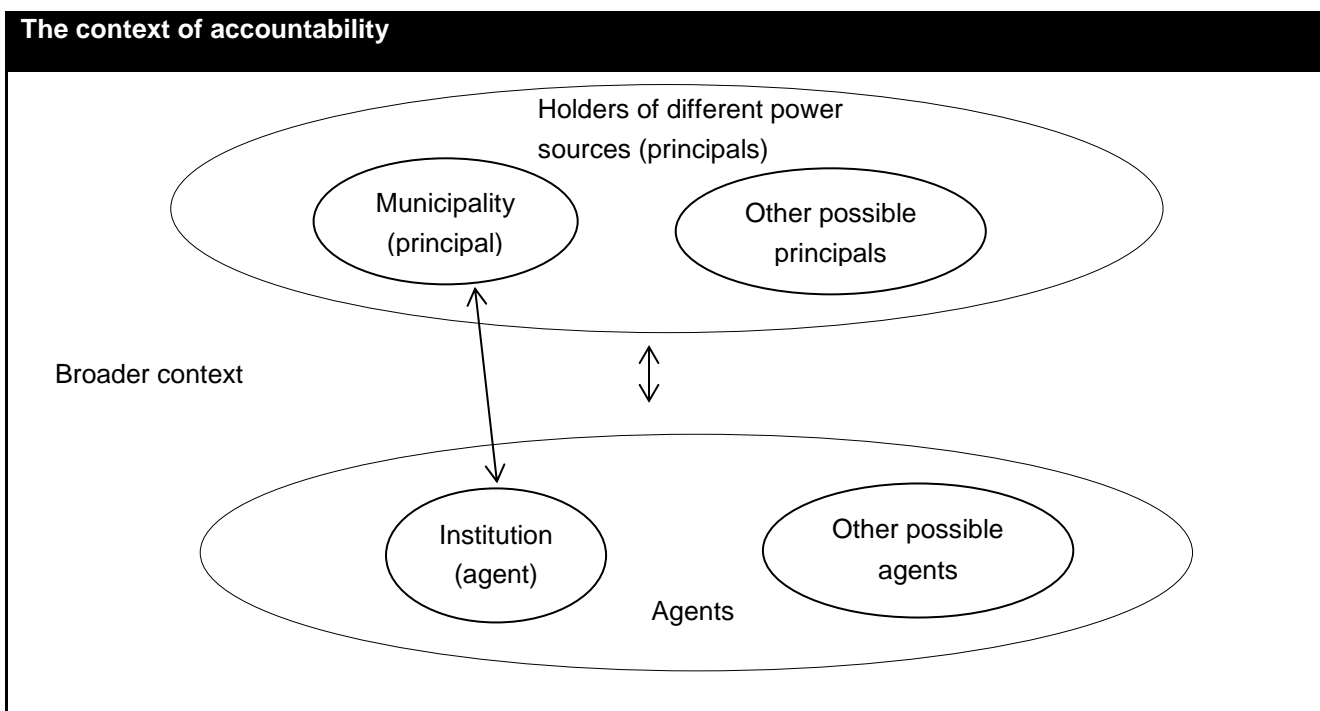 The context of accountability
Holders of different power
sources (principals)
Municipality
(principal)
Other possible
principals
Broader context
Institution
(agent)
Other possible
agents
Agents